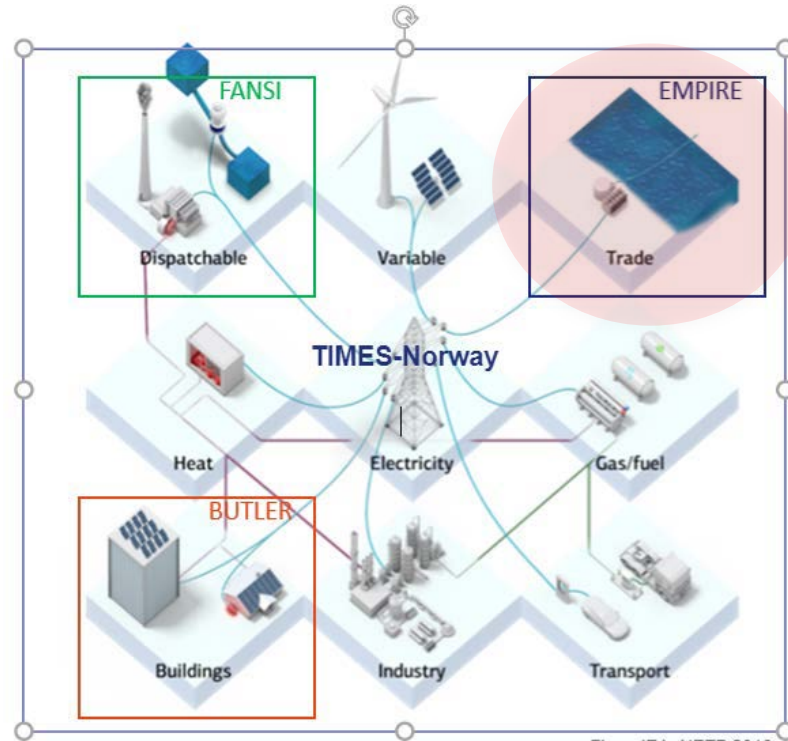 FANSI
EMPIRE
Dispatchable
Variable
Trade
TIMES-Norway
Heat
Electricity
Gas/fuel
BUTLER
Buildings
Industry
Transport